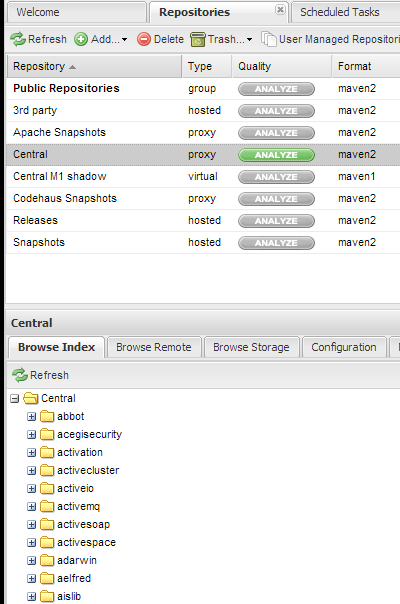 Welcome Repositories Scheduled Tasks
Refresh Add... Delete Trash... User Managed Repositori
Repository Type Quality Format
Public Repositories group ANALYZE maven2
3rd party hosted ANALYZE maven2
Apache Snapshots proxy ANALYZE maven2
Central proxy ANALYZE maven2
Central M1 shadow virtual ANALYZE maven1
Codehaus Snapshots proxy ANALYZE maven2
Releases hosted ANALYZE maven2
Snapshots hosted ANALYZE maven2
Central
Browse Index Browse Remote Browse Storage Configuration
Refresh
Central
abbot
acegisecurity
activation
activecluster
activeio
activemq
activesoap
activespace
adarwin
aelfred
aislib